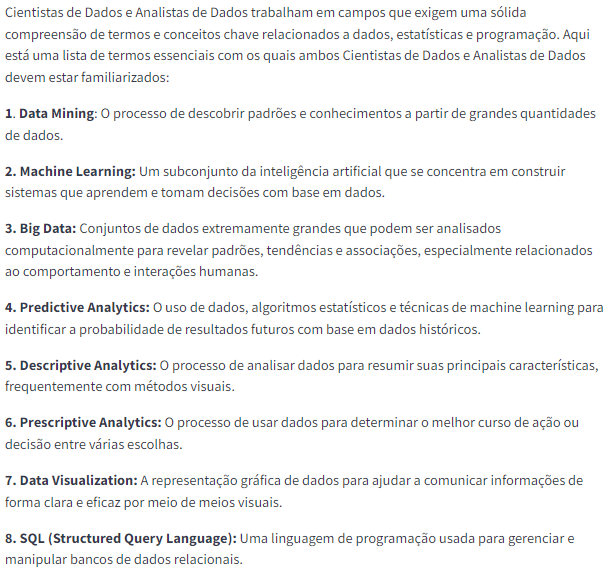 Cientistas de Dados e Analistas de Dados trabalham em campos que exigem uma sólida
compreensão de termos e conceitos chave relacionados a dados, estatísticas e programação. Aqui
está uma lista de termos essenciais com os quais ambos Cientistas de Dados e Analistas de Dados
devem estar familiarizados:
1. Data Mining: O processo de descobrir padrões e conhecimentos a partir de grandes quantidades
de dados.
2. Machine Learning: Um subconjunto da inteligência artificial que se concentra em construir
sistemas que aprendem e tomam decisões com base em dados.
3. Big Data: Conjuntos de dados extremamente grandes que podem ser analisados
computacionalmente para revelar padrões, tendências e associações, especialmente relacionados
ao comportamento e interações humanas.
4. Predictive Analytics: O uso de dados, algoritmos estatísticos e técnicas de machine learning para
identificar a probabilidade de resultados futuros com base em dados históricos.
5. Descriptive Analytics: O processo de analisar dados para resumir suas principais características,
frequentemente com métodos visuais.
6. Prescriptive Analytics: O processo de usar dados para determinar o melhor curso de ação ou
decisão entre várias escolhas.
7. Data Visualization: A representação gráfica de dados para ajudar a comunicar informações de
forma clara e eficaz por meio de meios visuais.
8. SQL (Structured Query Language): Uma linguagem de programação usada para gerenciar e
manipular bancos de dados relacionais.